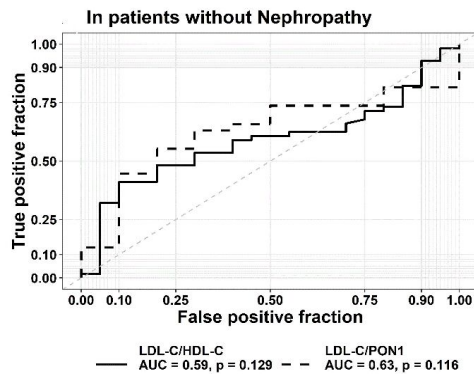 In patients without Nephropathy
True positive fraction
1.00
0.90
0.75
0.50
0.25
0.10
0.00
0.00 0.10 0.25 0.50 0.75 0.90 1.00
False positive fraction
LDL-C/HDL-C LDL-C/PON1
AUC = 0.59, p = 0.129 AUC = 0.63, p = 0.116